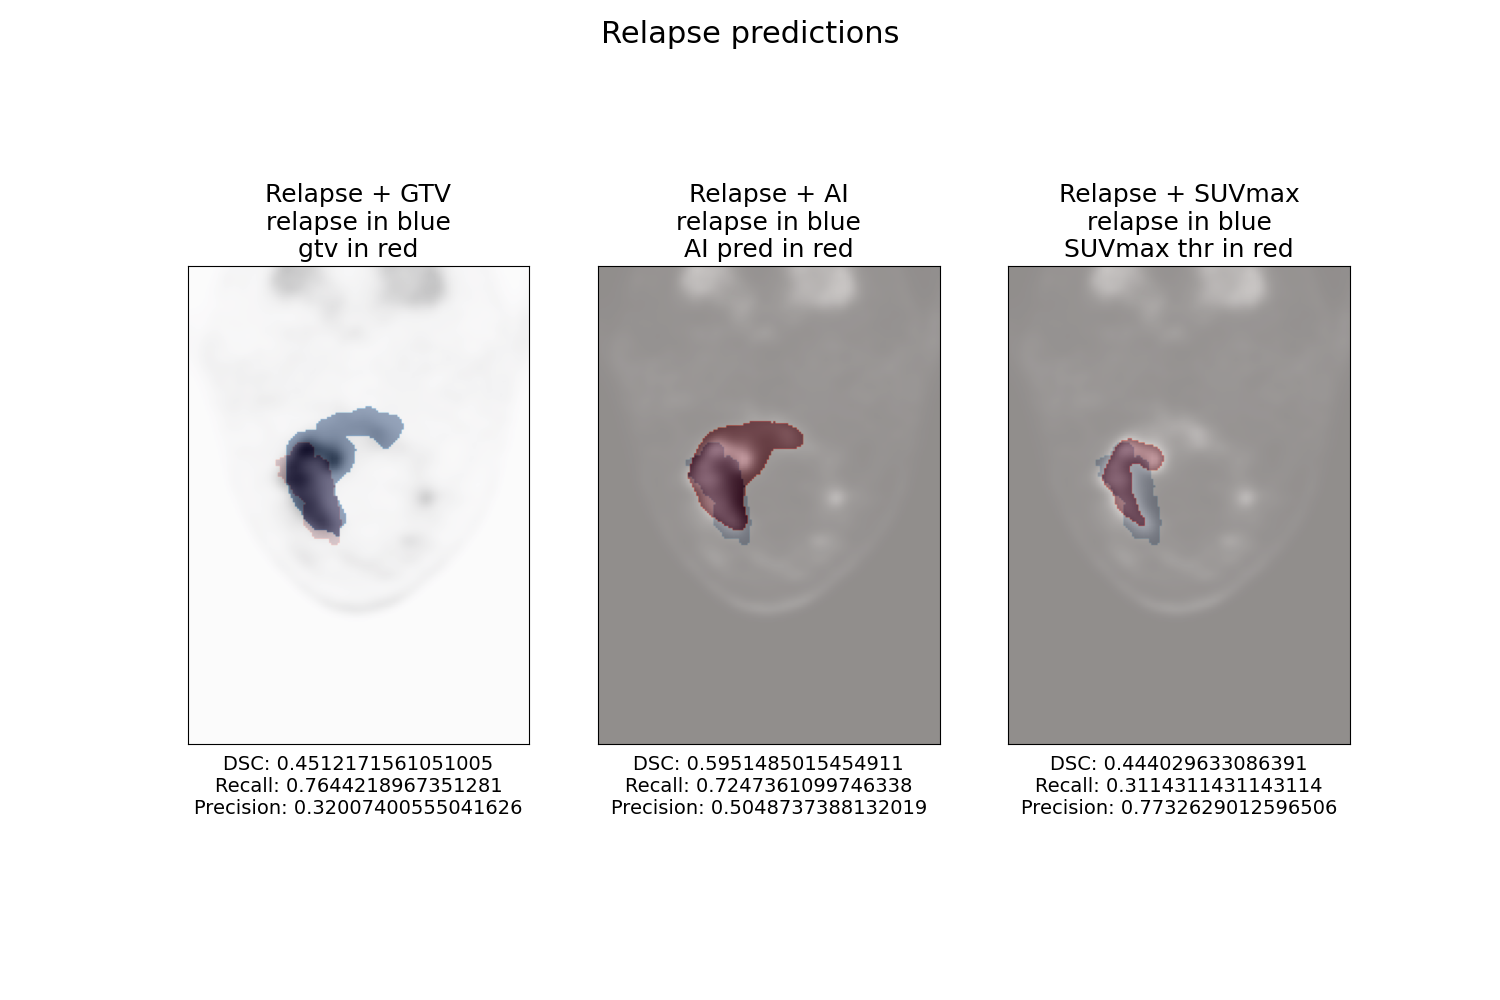 Relapse predictions
Relapse + GTV
relapse in blue
gtv in red
Relapse + AI
relapse in blue
AI pred in red
Relapse + SUVmax
relapse in blue
SUVmax thr in red
DSC: 0.4512171561051005
Recall: 0.7644218967351281
Precision: 0.32007400555041626
DSC: 0.5951485015454911
Recall: 0.7247361099746338
Precision: 0.5048737388132019
DSC: 0.444029633086391
Recall: 0.3114311431143114
Precision: 0.7732629012596506